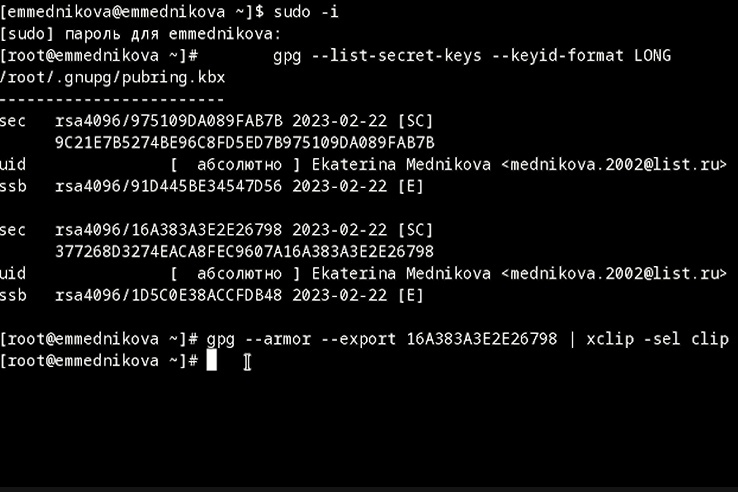 [emmednikova@emmednikova ~]$ sudo -i
[sudo] пароль для emmednikova:
[root@emmednikova ~]#        gpg --list-secret-keys --keyid-format LONG
/root/.gnupg/pubring.kbx
------------------------
sec   rsa4096/975109DA089FAB7B 2023-02-22 [SC]
      9C21E7B5274BE96C8FD5ED7B975109DA089FAB7B
uid                 [  абсолютно ] Ekaterina Mednikova <mednikova.2002@list.ru>
ssb   rsa4096/91D445BE34547D56 2023-02-22 [E]
sec   rsa4096/16A383A3E2E26798 2023-02-22 [SC]
      377268D3274EACA8FEC9607A16A383A3E2E26798
uid                 [  абсолютно ] Ekaterina Mednikova <mednikova.2002@list.ru>
ssb   rsa4096/1D5C0E38ACCFDB48 2023-02-22 [E]
[root@emmednikova ~]# gpg --armor --export 16A383A3E2E26798 | xclip -sel clip
[root@emmednikova ~]#